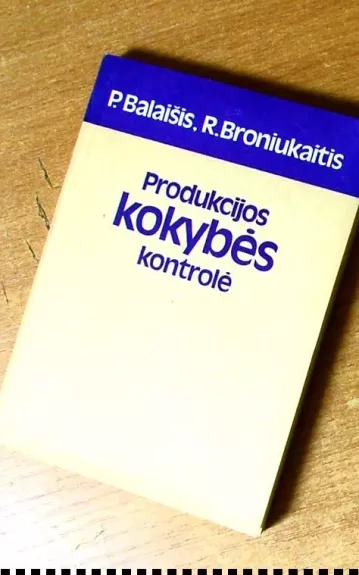 P. Balaišis, R. Broniukaitis
Produkcijos
kokybės
kontrolė